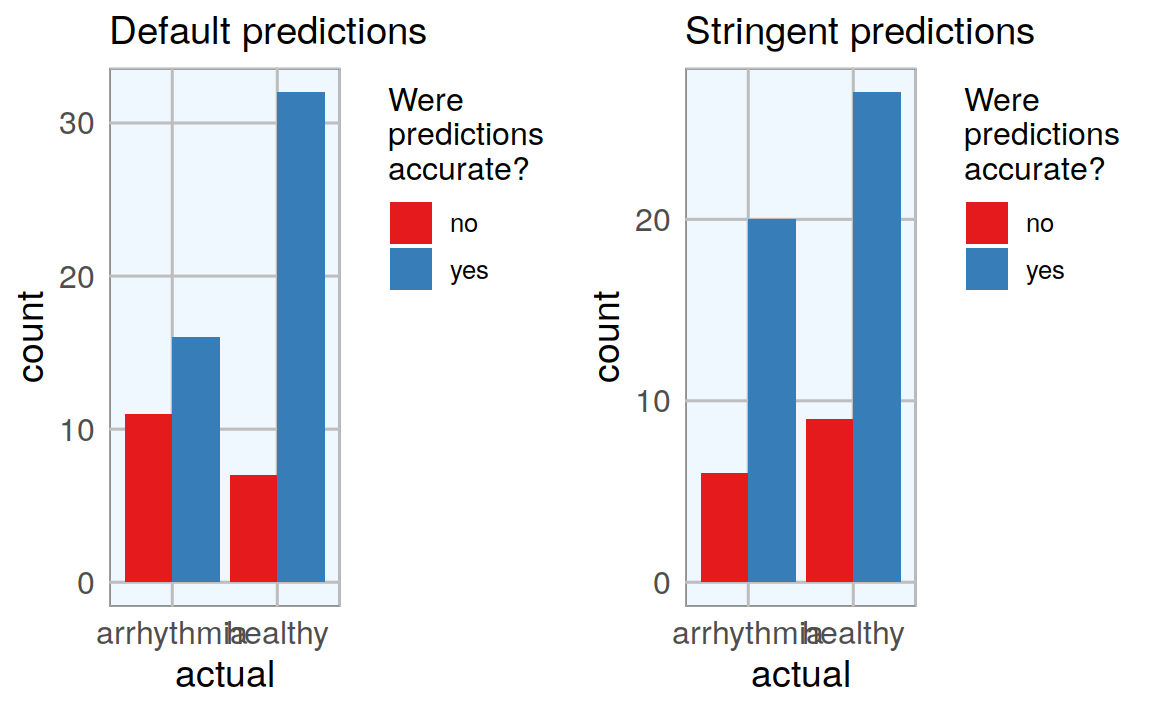 Default predictions
30
20
10
0
count
arrhythmia
healthy
actual
Were
predictions
accurate?
no
yes
Stringent predictions
20
10
0
count
arrhythmia
healthy
actual
Were
predictions
accurate?
no
yes